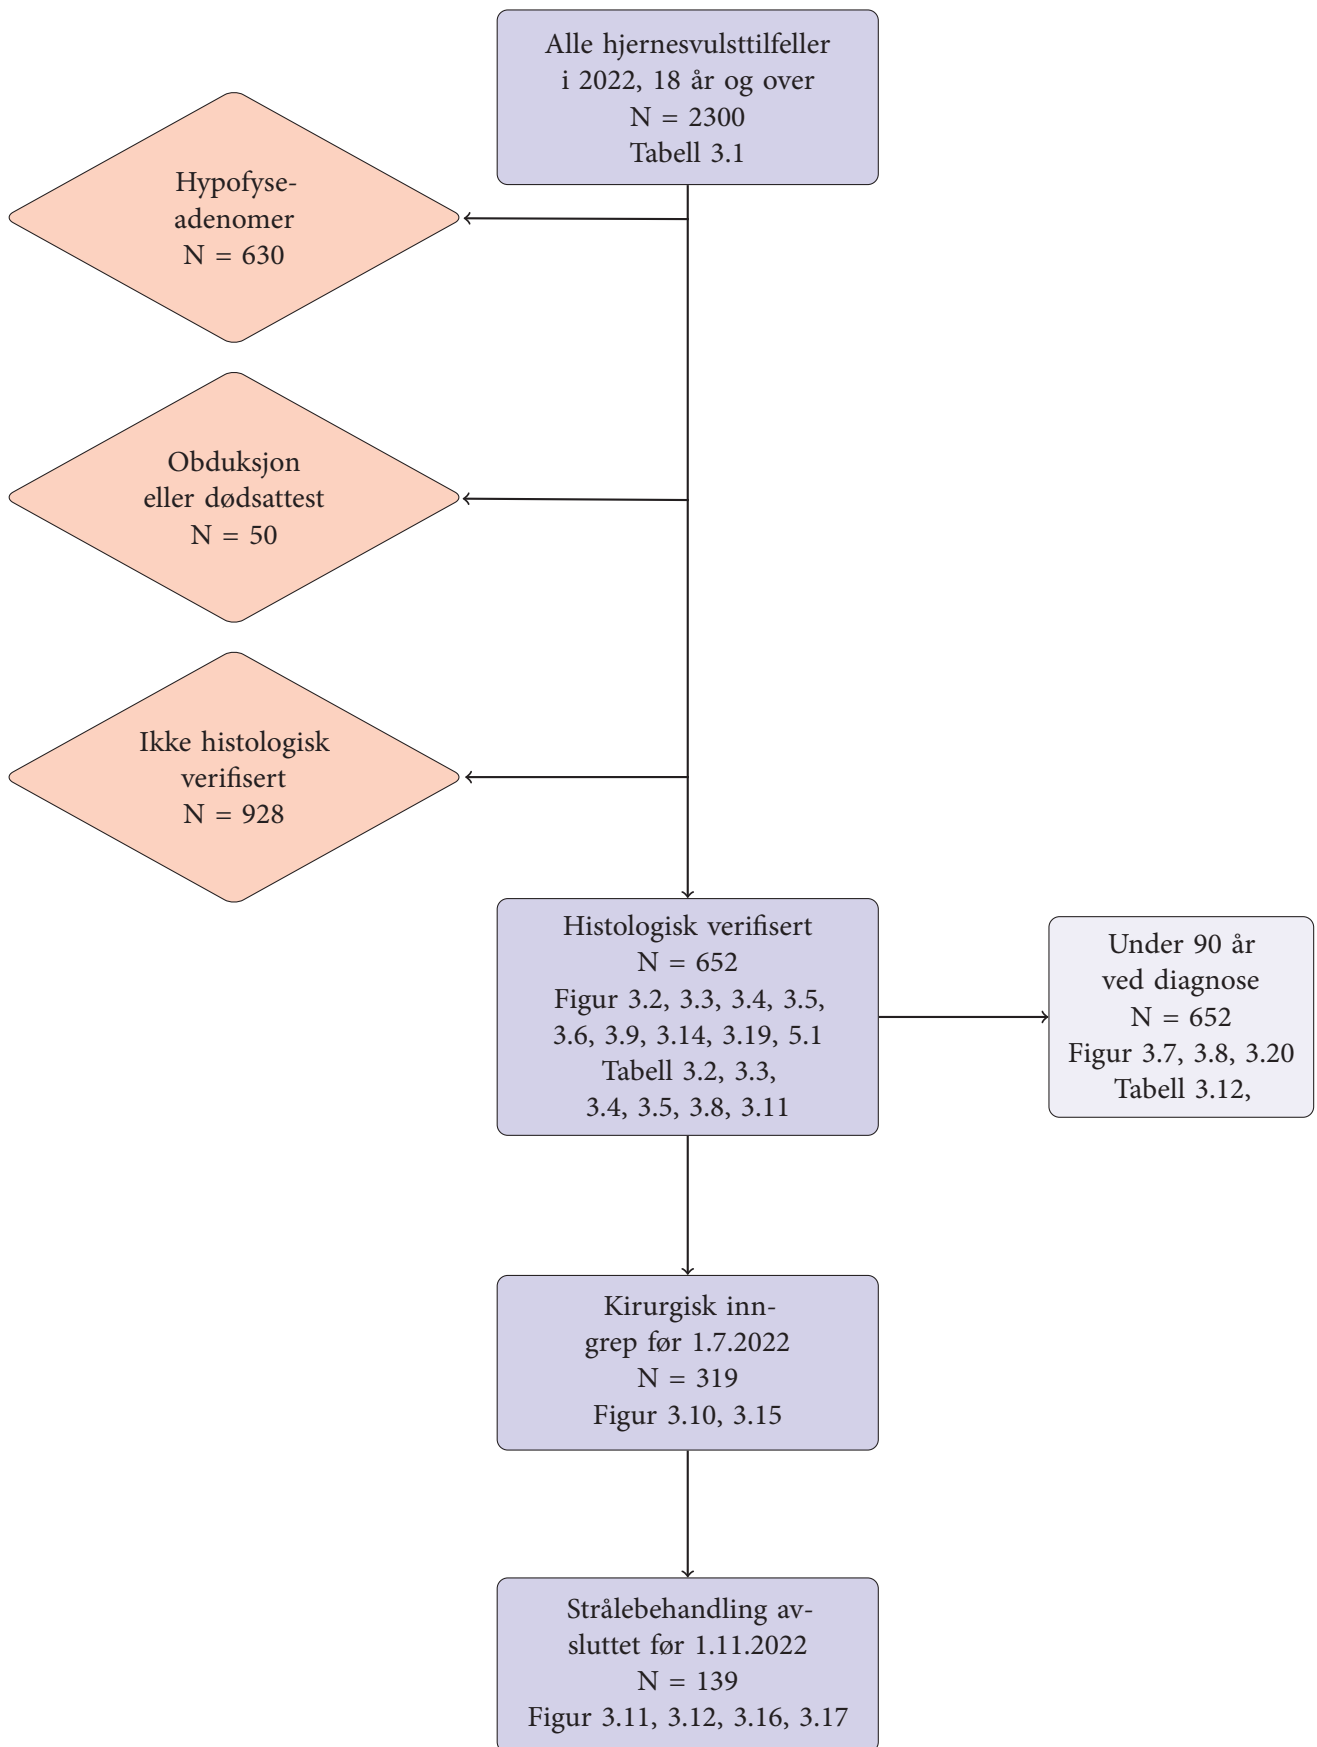 Alle hjernesvulsttilfeller
i 2022, 18 år og over
N = 2300
Tabell 3.1
Hypofyse-
adenomer
N = 630
Obduksjon
eller dødsattest
N = 50
Ikke histologisk
verifisert
N = 928
Histologisk verifisert
N = 652
Figur 3.2, 3.3, 3.4, 3.5,
3.6, 3.9, 3.14, 3.19, 5.1
Tabell 3.2, 3.3,
3.4, 3.5, 3.8, 3.11
Under 90 år
ved diagnose
N = 652
Figur 3.7, 3.8, 3.20
Tabell 3.12,
Kirurgisk inn-
grep før 1.7.2022
N = 319
Figur 3.10, 3.15
Strålebehandling av-
sluttet før 1.11.2022
N = 139
Figur 3.11, 3.12, 3.16, 3.17